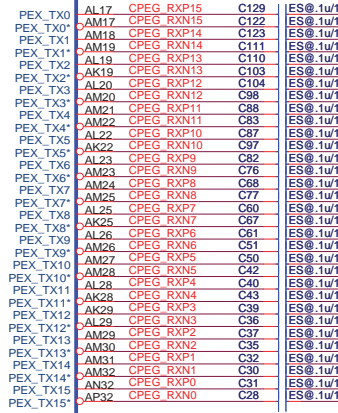 PEX_TX0 AL17 CPEG_RXP15 C129 ES@.1u/1
PEX_TX0* AM17 CPEG_RXN15 C122 ES@.1u/1
PEX_TX1 AM18 CPEG_RXP14 C123 ES@.1u/1
PEX_TX1* AM19 CPEG_RXN14 C111 ES@.1u/1
PEX_TX2 AL19 CPEG_RXP13 C110 ES@.1u/1
PEX_TX2* AK19 CPEG_RXN13 C103 ES@.1u/1
PEX_TX3 AL20 CPEG_RXP12 C104 ES@.1u/1
PEX_TX3* AM20 CPEG_RXN12 C98 ES@.1u/1
PEX_TX4 AM21 CPEG_RXP11 C88 ES@.1u/1
PEX_TX4* AM22 CPEG_RXN11 C83 ES@.1u/1
PEX_TX5 AL22 CPEG_RXP10 C87 ES@.1u/1
PEX_TX5* AK22 CPEG_RXN10 C97 ES@.1u/1
PEX_TX6 AL23 CPEG_RXP9 C82 ES@.1u/1
PEX_TX6* AM23 CPEG_RXN9 C76 ES@.1u/1
PEX_TX7 AM24 CPEG_RXP8 C68 ES@.1u/1
PEX_TX7* AM25 CPEG_RXN8 C77 ES@.1u/1
PEX_TX8 AL25 CPEG_RXP7 C60 ES@.1u/1
PEX_TX8* AK25 CPEG_RXN7 C67 ES@.1u/1
PEX_TX9 AL26 CPEG_RXP6 C61 ES@.1u/1
PEX_TX9* AM26 CPEG_RXN6 C51 ES@.1u/1
PEX_TX10 AM27 CPEG_RXP5 C50 ES@.1u/1
PEX_TX10* AM28 CPEG_RXN5 C42 ES@.1u/1
PEX_TX11 AL28 CPEG_RXP4 C40 ES@.1u/1
PEX_TX11* AK28 CPEG_RXN4 C43 ES@.1u/1
PEX_TX12 AK29 CPEG_RXP3 C39 ES@.1u/1
PEX_TX12* AL29 CPEG_RXN3 C36 ES@.1u/1
PEX_TX13 AM29 CPEG_RXP2 C37 ES@.1u/1
PEX_TX13* AM30 CPEG_RXN2 C35 ES@.1u/1
PEX_TX14 AM31 CPEG_RXP1 C32 ES@.1u/1
PEX_TX14* AM32 CPEG_RXN1 C30 ES@.1u/1
PEX_TX15 AN32 CPEG_RXP0 C31 ES@.1u/1
PEX_TX15* AP32 CPEG_RXN0 C28 ES@.1u/1